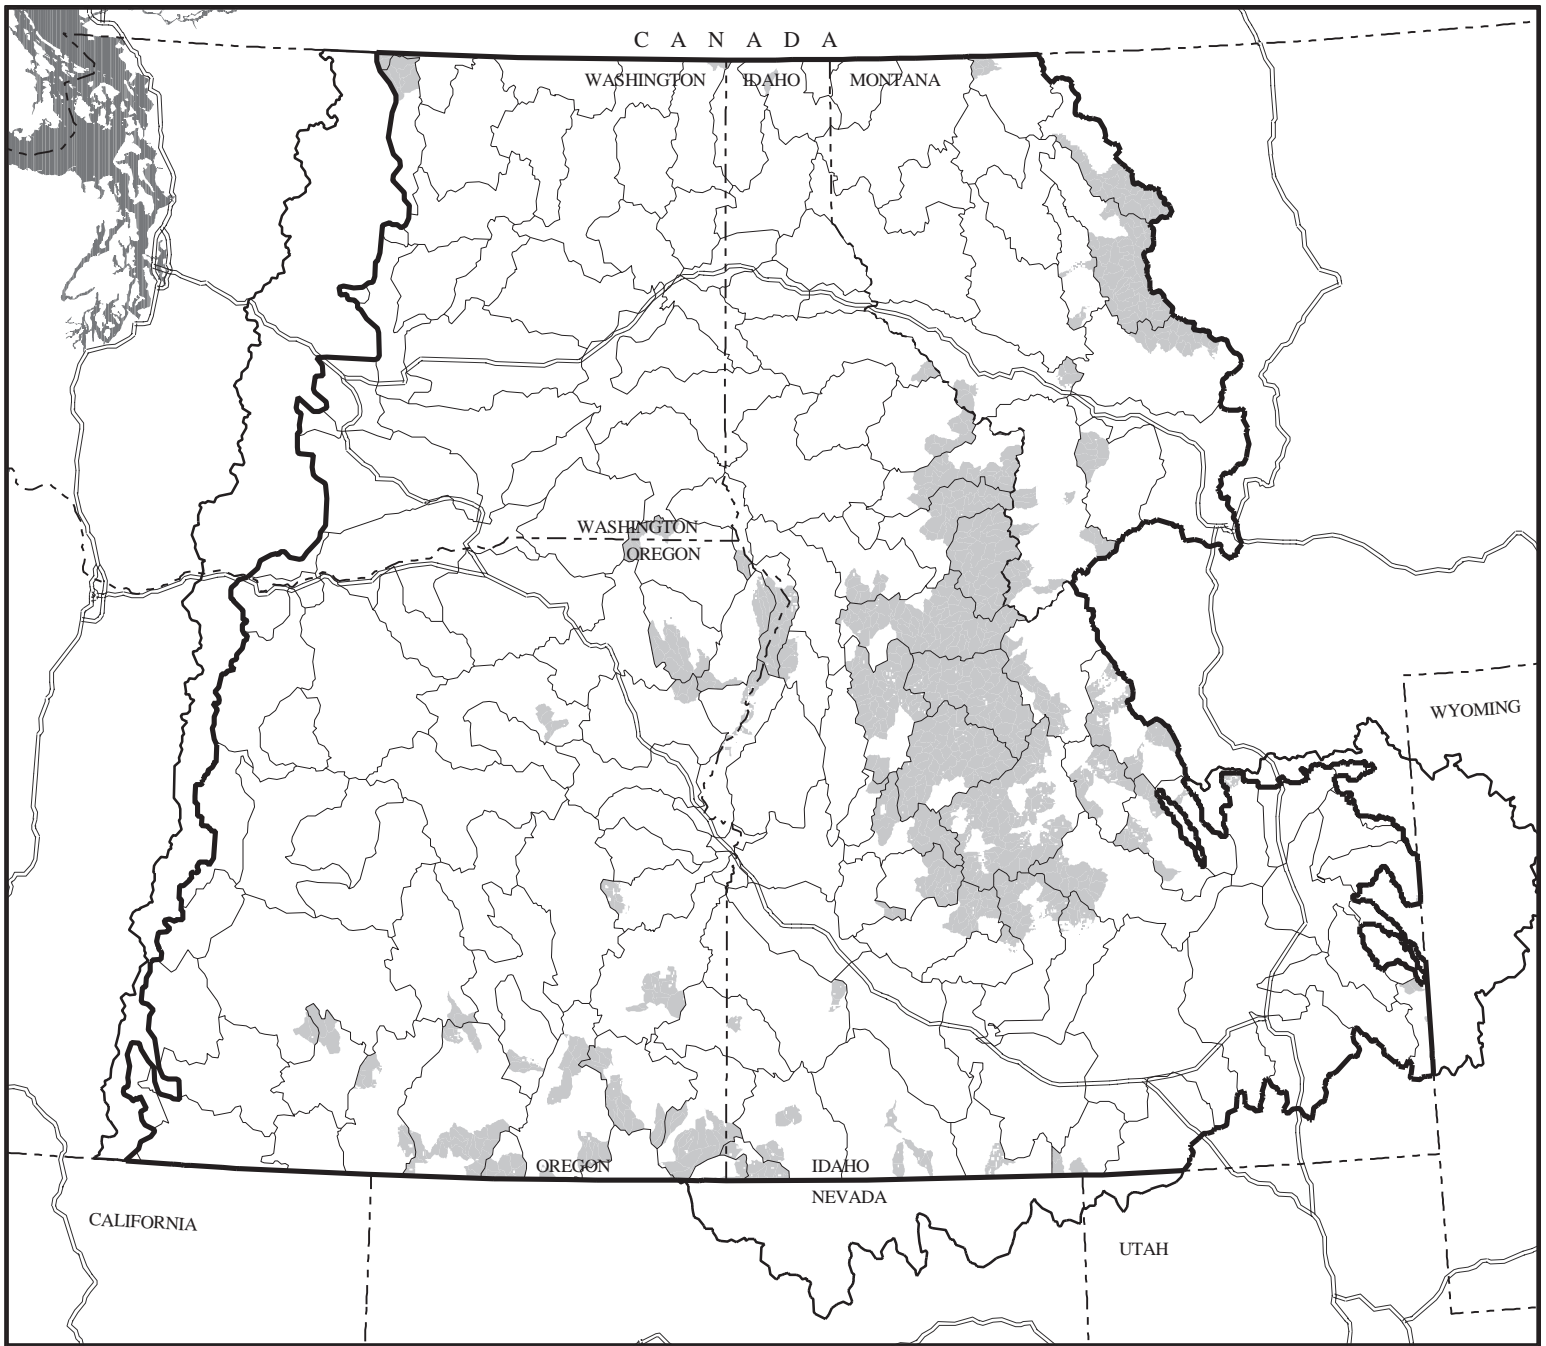 C A N A D A
WASHINGTON IDAHO MONTANA
WASHINGTON
OREGON
WYOMING
OREGON IDAHO
NEVADA
CALIFORNIA
UTAH